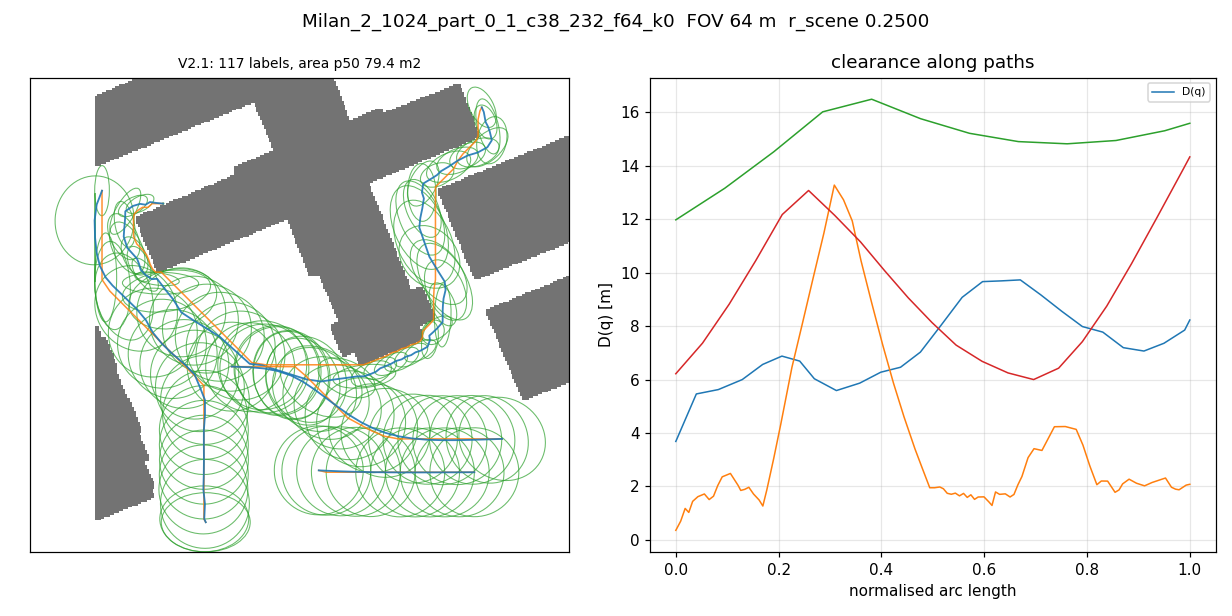 Milan_2_1024_part_0_1_c38_232_f64_k0  FOV 64 m  r_scene 0.2500
V2.1: 117 labels, area p50 79.4 m2
clearance along paths
D(q)
D(q) [m]
16
14
12
10
8
6
4
2
0
0.0 0.2 0.4 0.6 0.8 1.0
normalised arc length